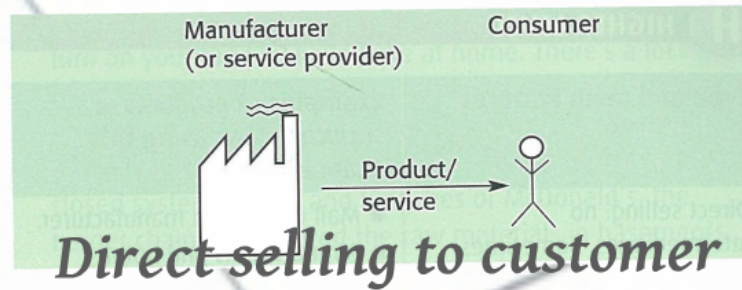 Manufacturer
(or service provider)
Consumer
Product/
service
Direct selling to customer